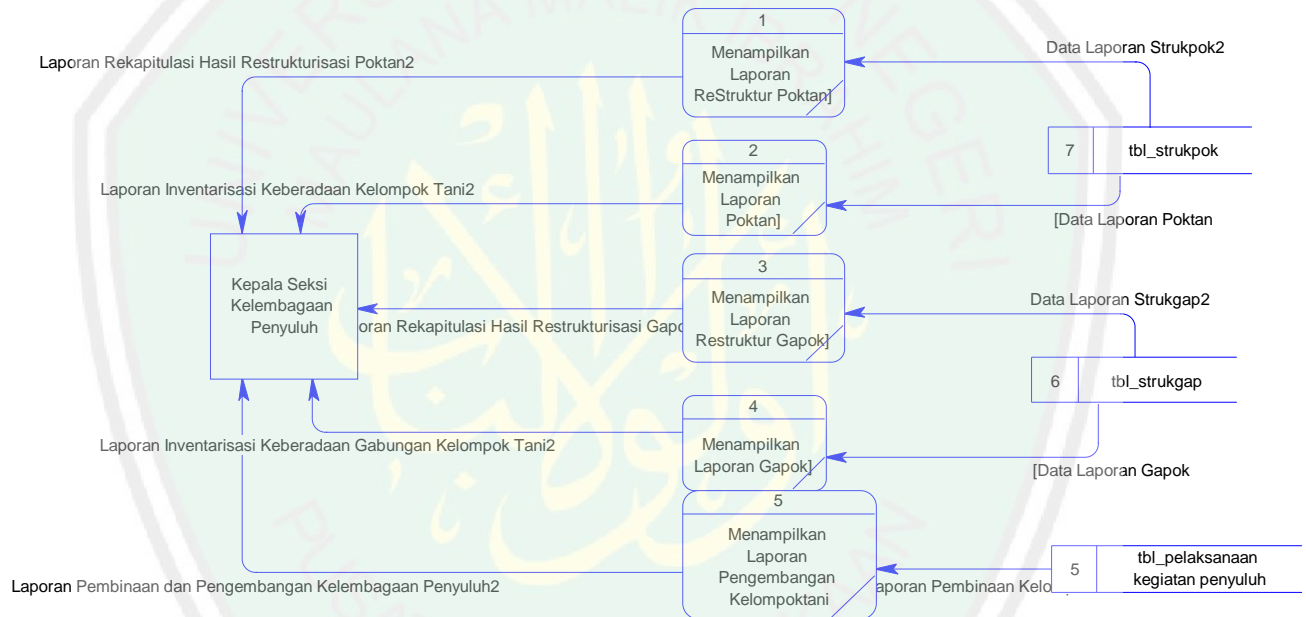 1
Menampilkan
Laporan
ReStruktur Poktan]
Data Laporan Strukpok2
Laporan Rekapitulasi Hasil Restrukturisasi Poktan2
7
tbl_strukpok
2
Menampilkan
Laporan
Poktan]
Laporan Inventarisasi Keberadaan Kelompok Tani2
[Data Laporan Poktan
Kepala Seksi
Kelembagaan
Penyuluh
3
Menampilkan
Laporan
Restruktur Gapok]
Data Laporan Strukgap2
oran Rekapitulasi Hasil Restrukturisasi Gapo
6
tbl_strukgap
4
Menampilkan
Laporan Gapok]
Laporan Inventarisasi Keberadaan Gabungan Kelompok Tani2
[Data Laporan Gapok
5
Menampilkan
Laporan
Pengembangan
Kelompoktani
5
tbl_pelaksanaan
kegiatan penyuluh
Laporan Pembinaan dan Pengembangan Kelembagaan Penyuluh2
aporan Pembinaan Kelo
UNIVER NEGERI
MAULANA MALI